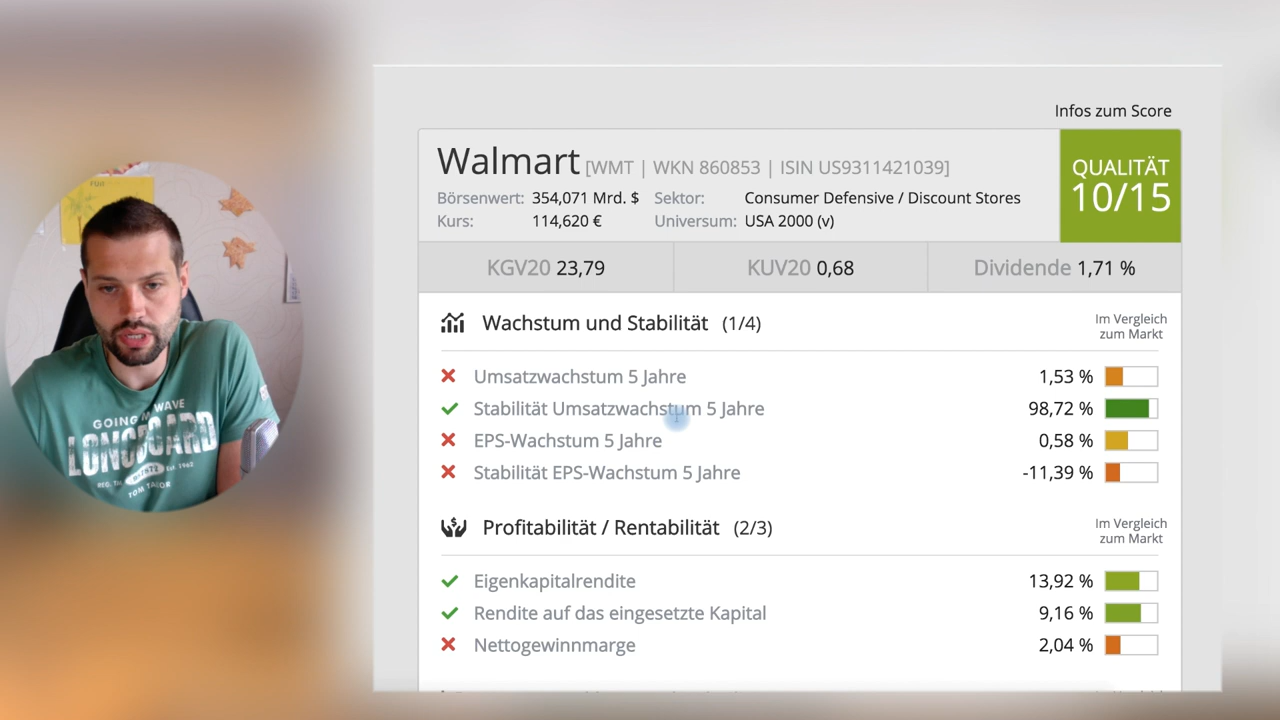 Infos zum Score
Walmart [WMT | WKN 860853 | ISIN US9311421039]
Börsenwert: 354,071 Mrd. $ Sektor: Consumer Defensive / Discount Stores
Kurs: 114,620 € Universum: USA 2000 (v)
QUALITÄT
10/15
KGV20 23,79 KUV20 0,68 Dividende 1,71 %
Wachstum und Stabilität (1/4) Im Vergleich
zum Markt
Umsatzwachstum 5 Jahre 1,53 %
Stabilität Umsatzwachstum 5 Jahre 98,72 %
EPS-Wachstum 5 Jahre 0,58 %
Stabilität EPS-Wachstum 5 Jahre -11,39 %
Profitabilität / Rentabilität (2/3) Im Vergleich
zum Markt
Eigenkapitalrendite 13,92 %
Rendite auf das eingesetzte Kapital 9,16 %
Nettogewinnmarge 2,04 %
FÜR
GOING WAVE
LONGBOARD
TOM TAILOR